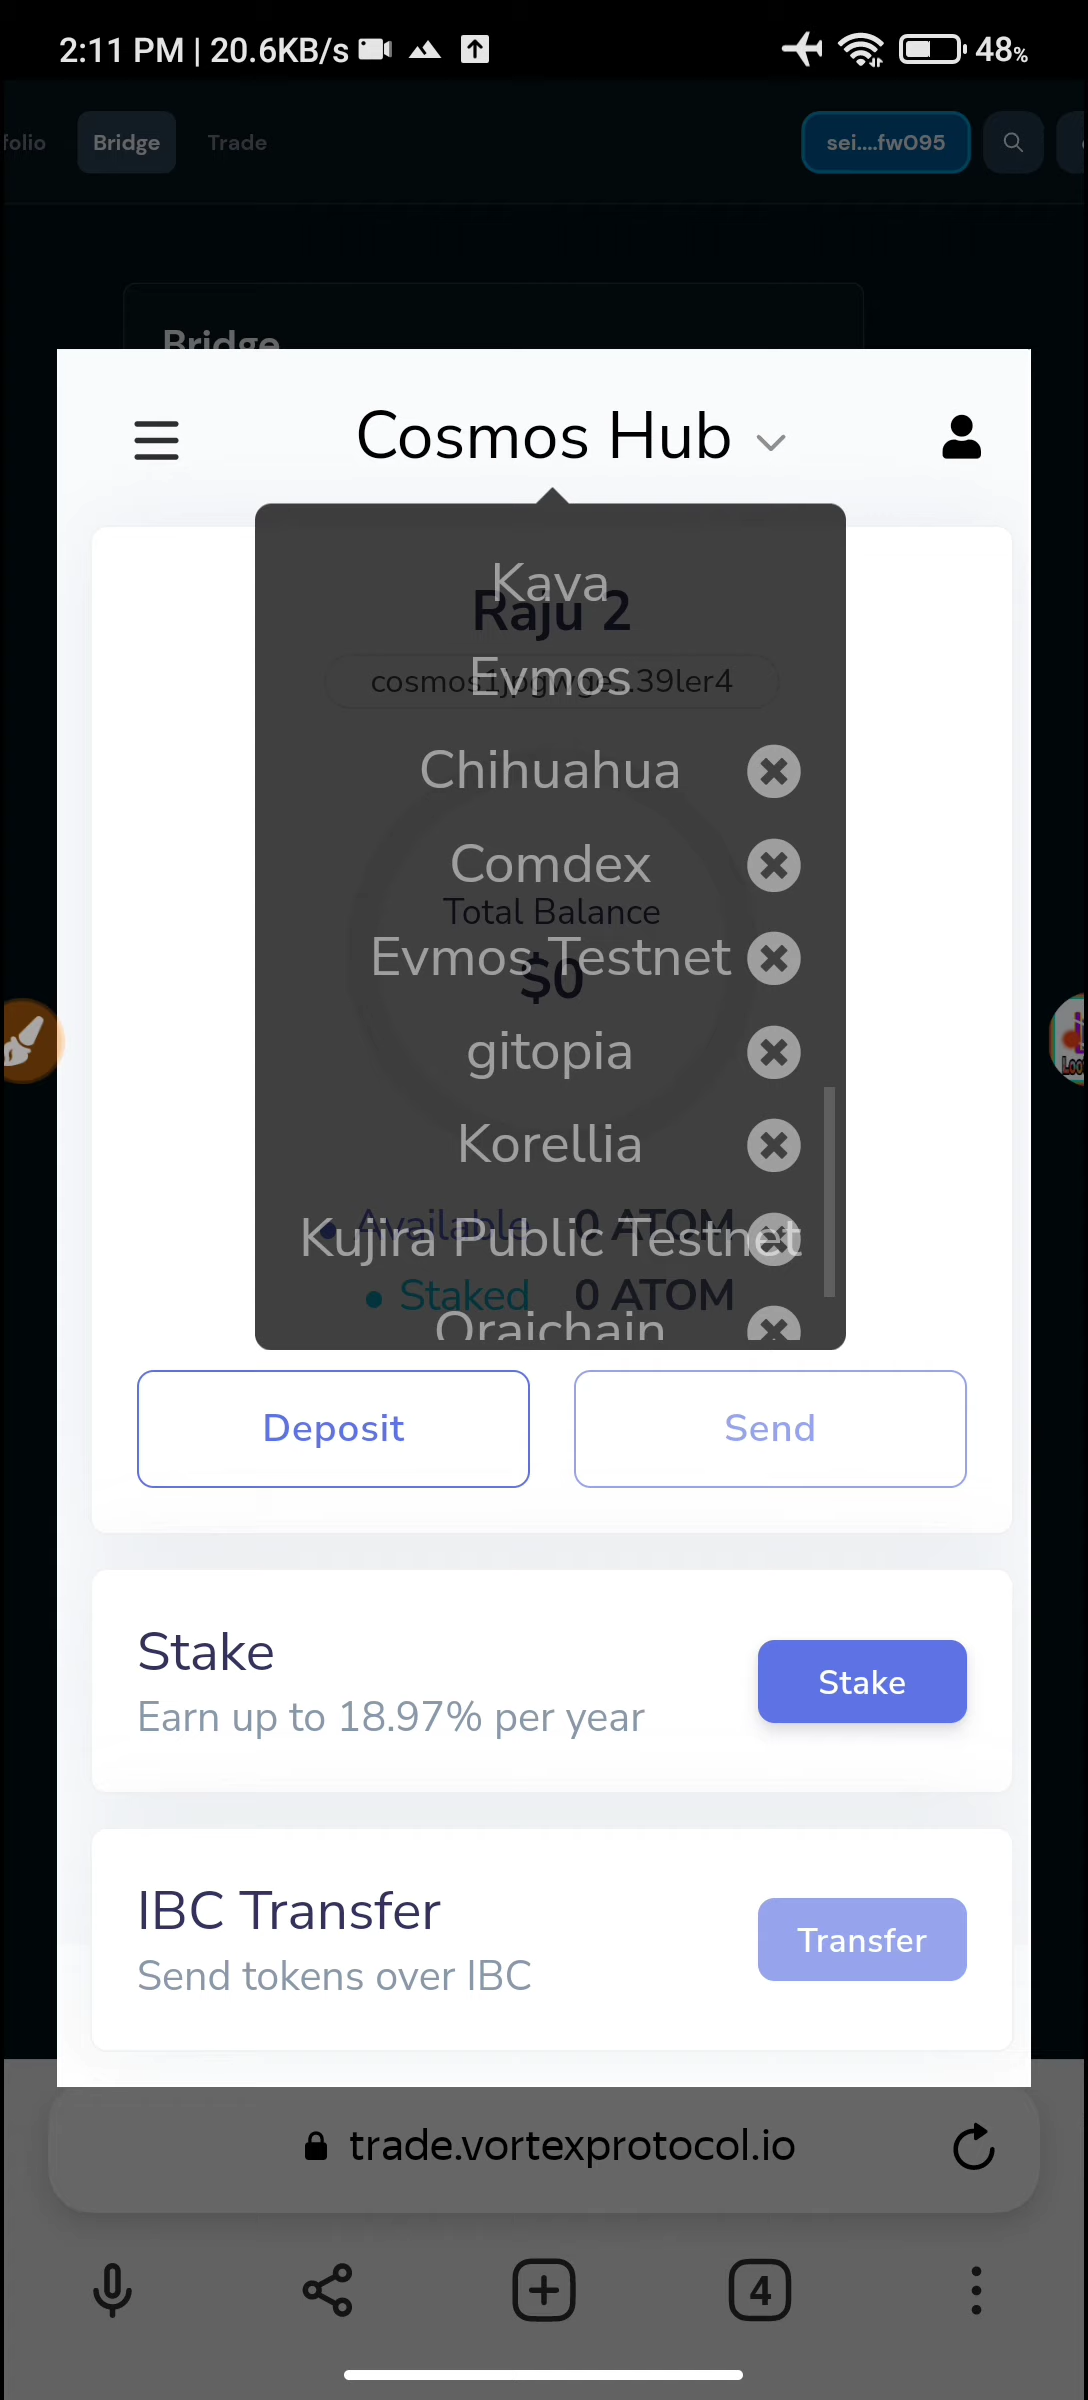 2:11 PM | 20.6KB/s
48%
folio
Bridge
Trade
sei....fw095
Bridge
Cosmos Hub
Kava
Raju 2
Evmos
cosmos1jpgwge...39ler4
Chihuahua
Comdex
Total Balance
Evmos Testnet
$0
gitopia
Korellia
Available 0 ATOM
Kujira Public Testnet
Staked 0 ATOM
Oraichain
Deposit
Send
Stake
Earn up to 18.97% per year
Stake
IBC Transfer
Send tokens over IBC
Transfer
trade.vortexprotocol.io
4